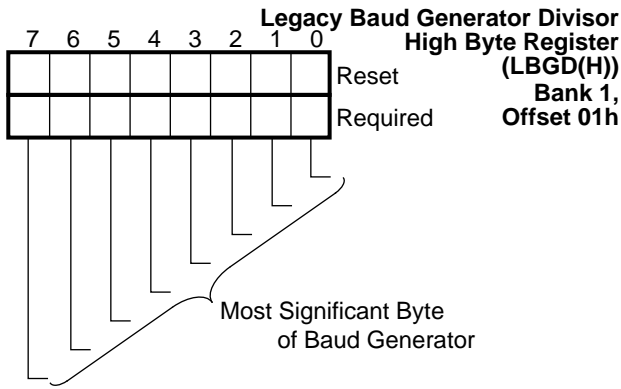 Legacy Baud Generator Divisor
High Byte Register
(LBGD(H))
Bank 1,
Offset 01h
7 6 5 4 3 2 1 0
Reset
Required
Most Significant Byte
of Baud Generator